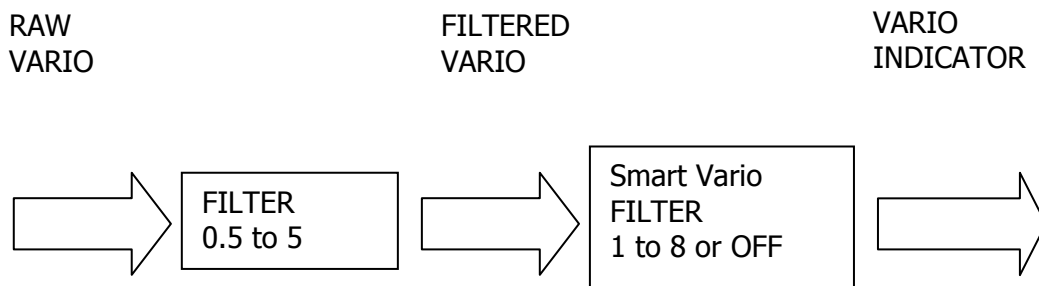 RAW
VARIO
FILTERED
VARIO
VARIO
INDICATOR
FILTER
0.5 to 5
Smart Vario
FILTER
1 to 8 or OFF